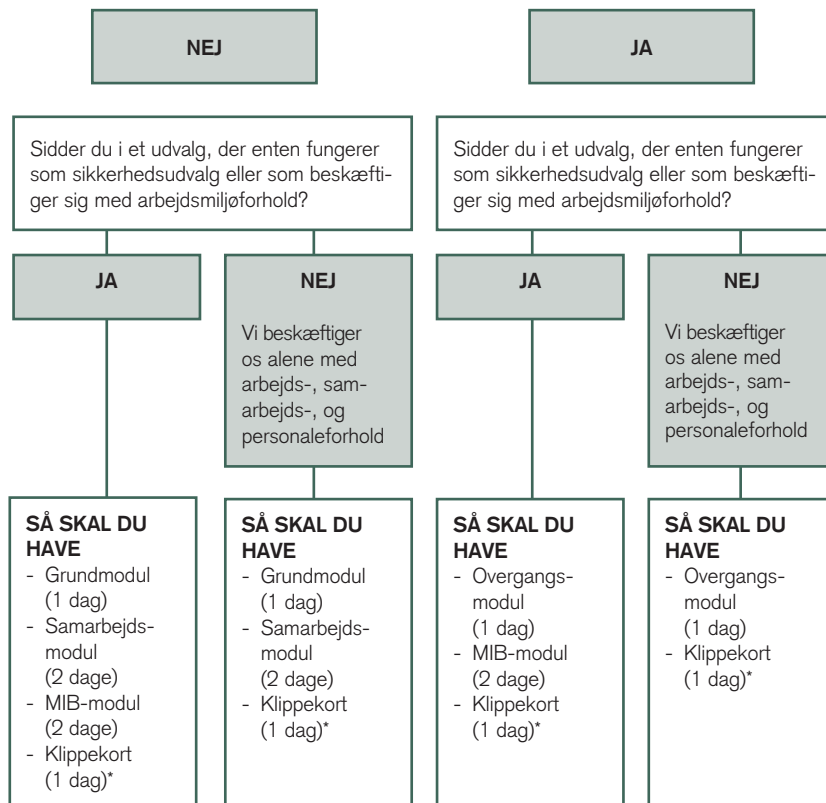 NEJ
JA
Sidder du i et udvalg, der enten fungerer
som sikkerhedsudvalg eller som beskæfti-
ger sig med arbejdsmiljøforhold?
Sidder du i et udvalg, der enten fungerer
som sikkerhedsudvalg eller som beskæfti-
ger sig med arbejdsmiljøforhold?
JA
NEJ
Vi beskæftiger
os alene med
arbejds-, sam-
arbejds-, og
personaleforhold
JA
NEJ
Vi beskæftiger
os alene med
arbejds-, sam-
arbejds-, og
personaleforhold
SÅ SKAL DU
HAVE
- Grundmodul
(1 dag)
- Samarbejds-
modul
(2 dage)
- MIB-modul
(2 dage)
- Klippekort
(1 dag)*
SÅ SKAL DU
HAVE
- Grundmodul
(1 dag)
- Samarbejds-
modul
(2 dage)
- Klippekort
(1 dag)*
SÅ SKAL DU
HAVE
- Overgangs-
modul
(1 dag)
- MIB-modul
(2 dage)
- Klippekort
(1 dag)*
SÅ SKAL DU
HAVE
- Overgangs-
modul
(1 dag)
- Klippekort
(1 dag)*